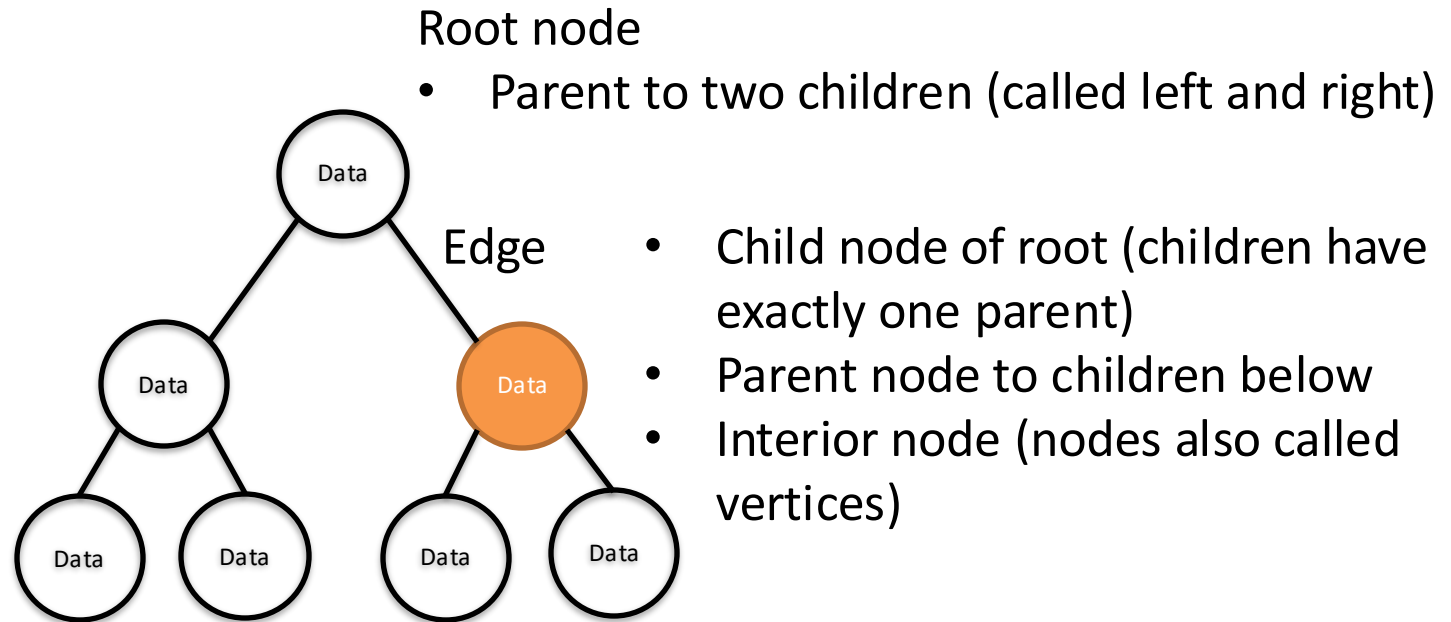 Root node
• Parent to two children (called left and right)
Data
Edge
• Child node of root (children have
exactly one parent)
• Parent node to children below
• Interior node (nodes also called
vertices)
Data
Data
Data
Data
Data
Data